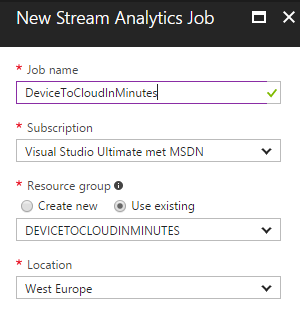 New Stream Analytics Job
* Job name
DeviceToCloudInMinutes
* Subscription
Visual Studio Ultimate met MSDN
* Resource group
Create new Use existing
DEVICETOCLOUDINMINUTES
* Location
West Europe